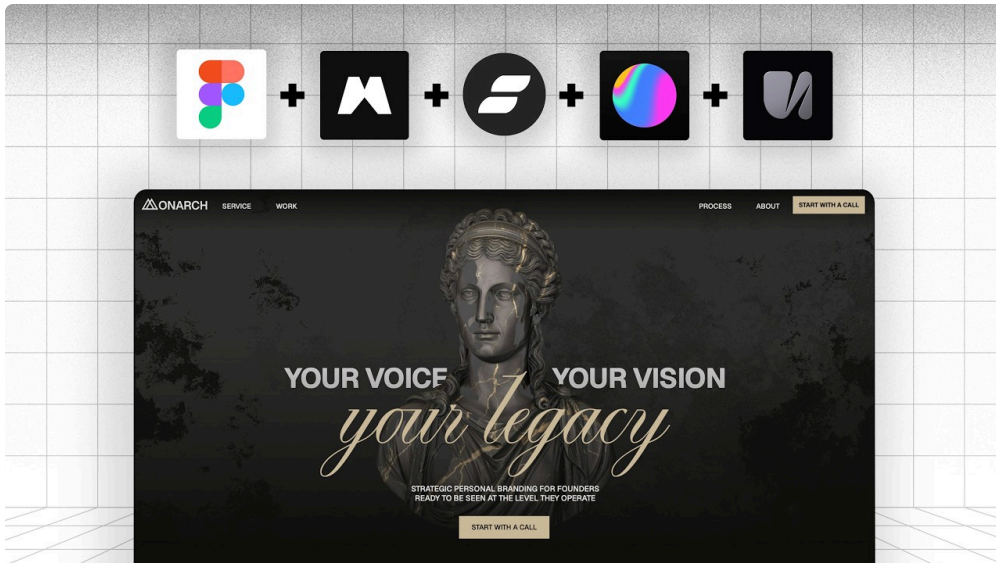 MONARCH SERVICE WORK PROCESS ABOUT START WITH A CALL
YOUR VOICE YOUR VISION
your legacy
STRATEGIC PERSONAL BRANDING FOR FOUNDERS
READY TO BE SEEN AT THE LEVEL THEY OPERATE
START WITH A CALL